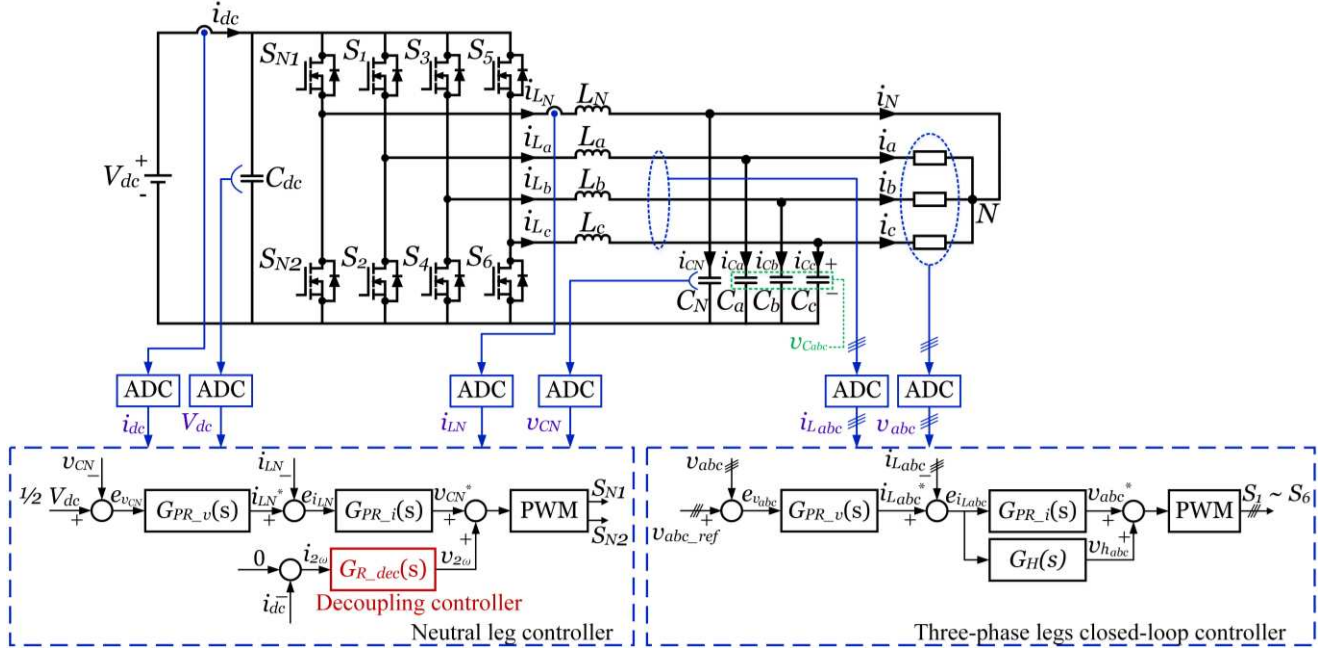 i_dc
S_N1 S_1 S_3 S_5
i_LN L_N i_N
i_La L_a i_a
V_dc + - C_dc
i_Lb L_b i_b N
i_Lc L_c i_c
S_N2 S_2 S_4 S_6
i_CN i_Ca i_Cb i_Cc + −
C_N C_a C_b C_c
v_Cabc
ADC ADC ADC ADC ADC ADC
i_dc V_dc i_LN v_CN i_Labc v_abc
v_CN − i_LN −
½ V_dc + e_vCN G_PR_v(s) i_LN* + e_iLN G_PR_i(s) v_CN* + PWM S_N1 S_N2
0 i_2ω G_R_dec(s) v_2ω +
i_dc −
Decoupling controller
Neutral leg controller
v_abc − i_Labc −
v_abc_ref + e_vabc G_PR_v(s) i_Labc* + e_iLabc G_PR_i(s) v_abc* + PWM S_1 ~ S_6
G_H(s) v_habc +
Three-phase legs closed-loop controller